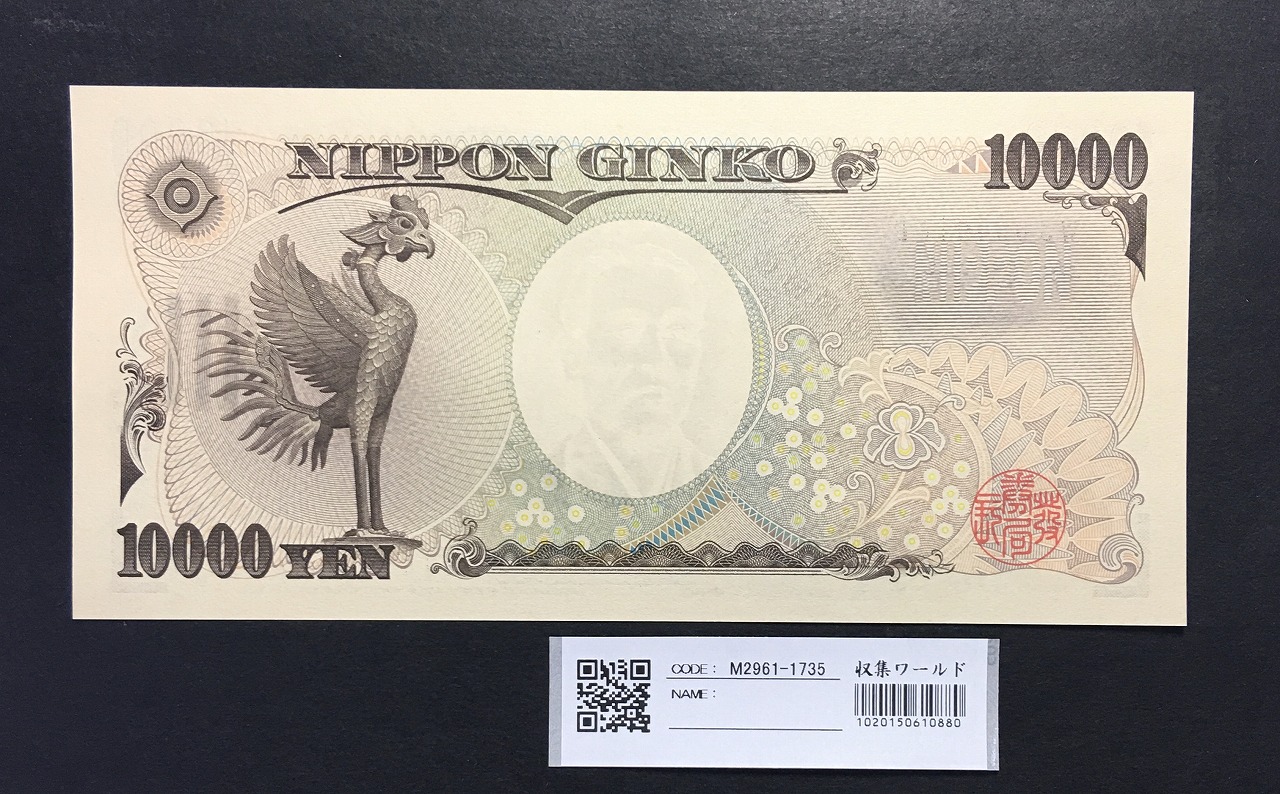 NIPPON GINKO
10000
NIPPON
10000 YEN
発券局長
CODE: M2961-1735
収集ワールド
NAME:
1020150610880